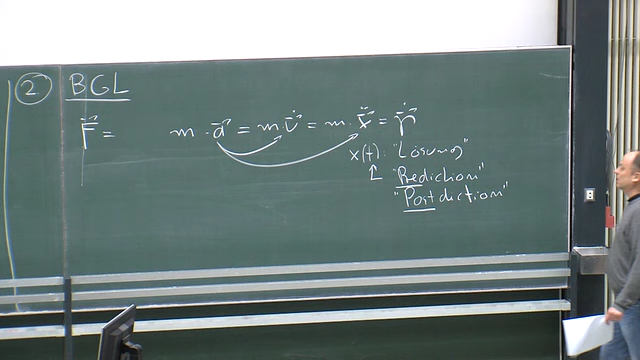 ② BGL
F⃗ = m · a⃗ = m · v⃗̇ = m · x⃗̈ = p⃗̇
x(t): "Lösung"
↑ "Prediction"
"Postdiction"